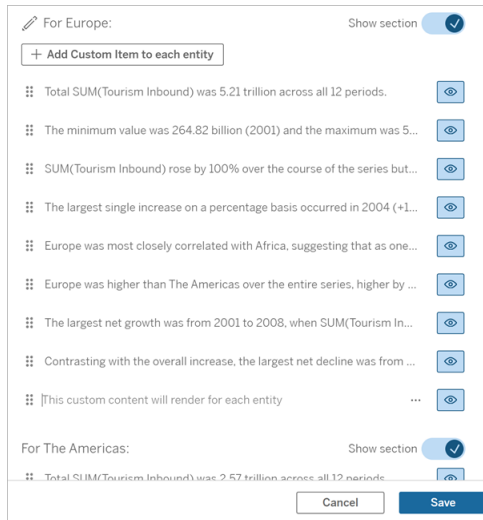 For Europe:
Show section
+ Add Custom Item to each entity
Total SUM(Tourism Inbound) was 5.21 trillion across all 12 periods.
The minimum value was 264.82 billion (2001) and the maximum was 5...
SUM(Tourism Inbound) rose by 100% over the course of the series but...
The largest single increase on a percentage basis occurred in 2004 (+1...
Europe was most closely correlated with Africa, suggesting that as one...
Europe was higher than The Americas over the entire series, higher by ...
The largest net growth was from 2001 to 2008, when SUM(Tourism In...
Contrasting with the overall increase, the largest net decline was from ...
This custom content will render for each entity
...
For The Americas:
Show section
Total SUM(Tourism Inbound) was 2.57 trillion across all 12 periods
Cancel
Save